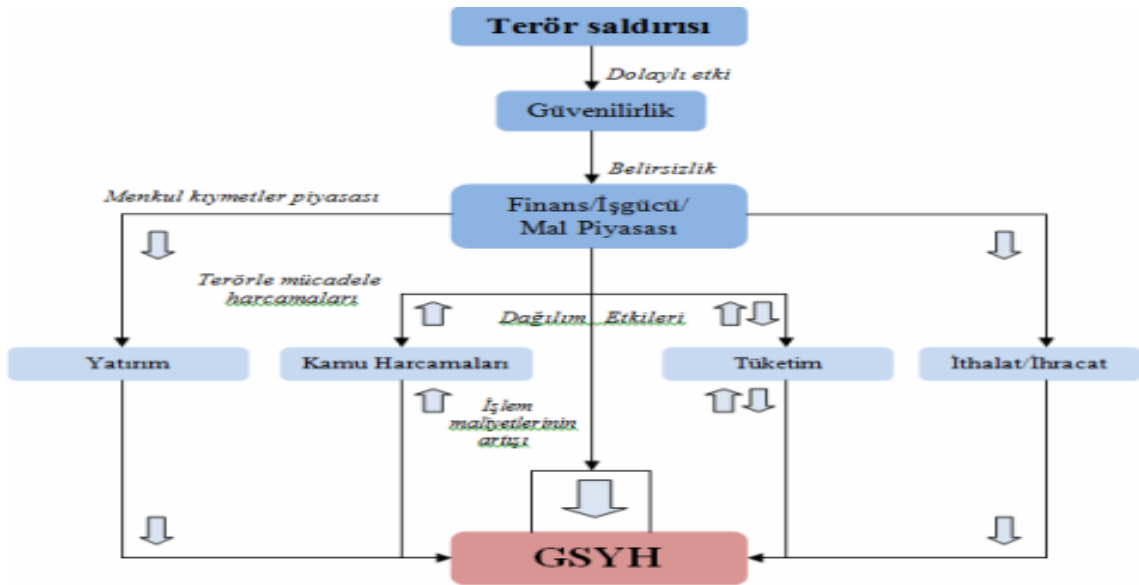 Terör saldırısı
Dolaylı etki
Güvenilirlik
Belirsizlik
Menkul kıymetler piyasası
Finans/İşgücü/
Mal Piyasası
Terörle mücadele
harcamaları
Dağılım Etkileri
Yatırım
Kamu Harcamaları
Tüketim
İthalat/İhracat
İşlem
maliyetlerinin
artışı
GSYH